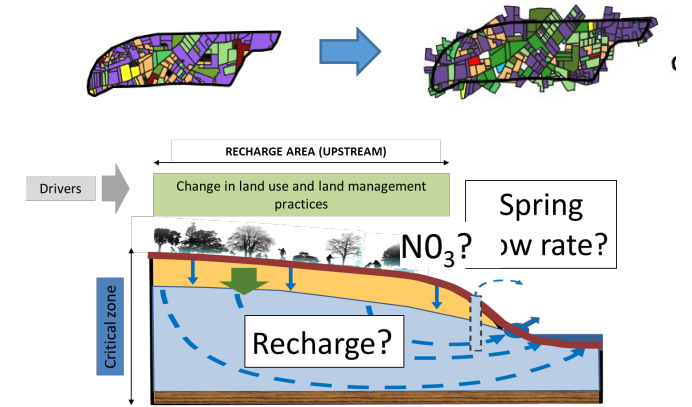 RECHARGE AREA (UPSTREAM)
Drivers
Change in land use and land management
practices
Spring
ow rate?
N0₃?
Critical zone
Recharge?